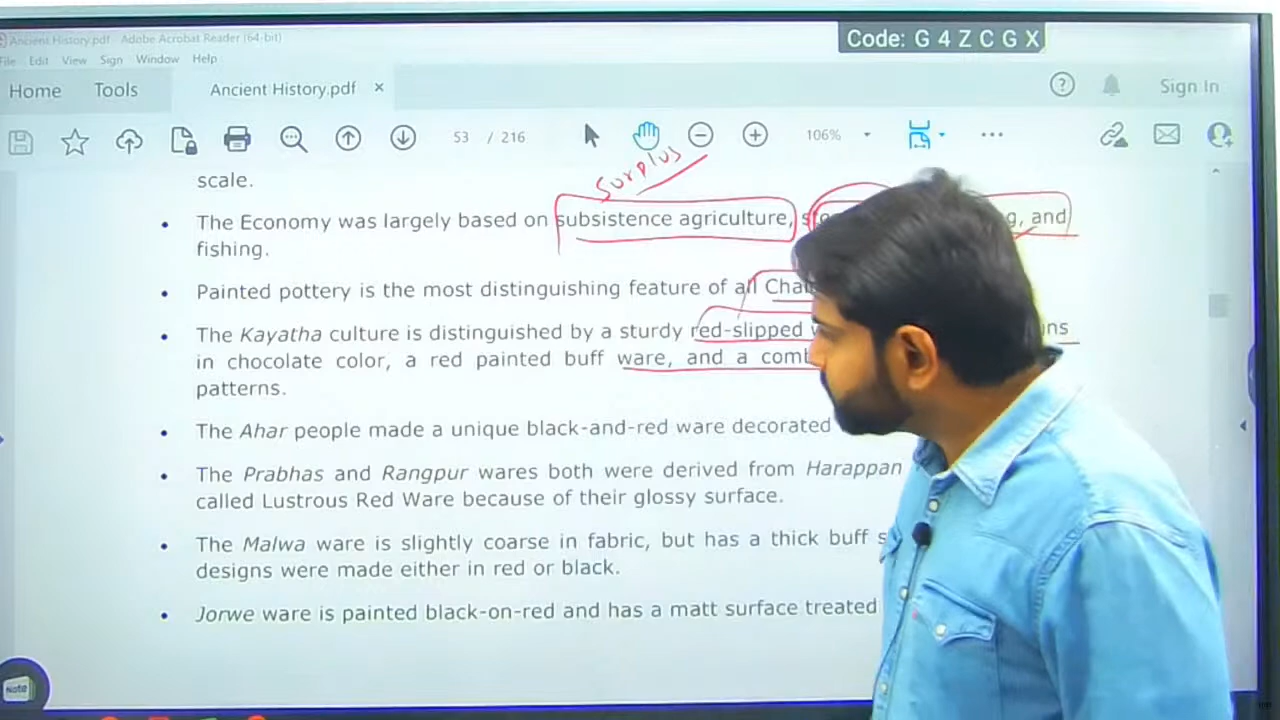 Code: G 4 Z C G X
Ancient History.pdf Adobe Acrobat Reader (64-bit)
File Edit View Sign Window Help
Home Tools Ancient History.pdf × Sign In
53 / 216 106%
Surplus
scale.
The Economy was largely based on subsistence agriculture, and
fishing.
Painted pottery is the most distinguishing feature of all
The Kayatha culture is distinguished by a sturdy red-slipped
in chocolate color, a red painted buff ware, and a
patterns.
The Ahar people made a unique black-and-red ware decorated
The Prabhas and Rangpur wares both were derived from Harappan
called Lustrous Red Ware because of their glossy surface.
The Malwa ware is slightly coarse in fabric, but has a thick buff
designs were made either in red or black.
Jorwe ware is painted black-on-red and has a matt surface treated
Note